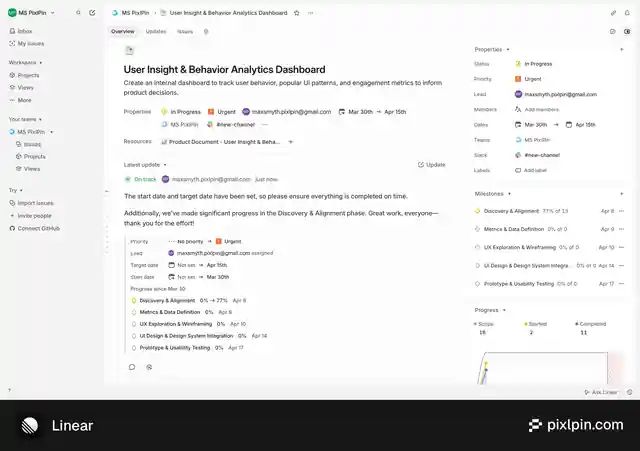 MS PixlPin
Inbox
My issues
Workspace
Projects
Views
More
Your teams
MS PixlPin
Issues
Projects
Views
Try
Import issues
Invite people
Connect GitHub
?
MS PixlPin › User Insight & Behavior Analytics Dashboard
Overview Updates Issues
User Insight & Behavior Analytics Dashboard
Create an internal dashboard to track user behavior, popular UI patterns, and engagement metrics to inform
product decisions.
Properties In Progress Urgent maxsmyth.pixlpin@gmail.com Mar 30th → Apr 15th
MS PixlPin #new-channel
Resources Product Document - User Insight & Beha... +
Latest update Update
On track maxsmyth.pixlpin@gmail.com just now
The start date and target date have been set, so please ensure everything is completed on time.
Additionally, we've made significant progress in the Discovery & Alignment phase. Great work, everyone—
thank you for the effort!
Priority No priority → Urgent
Lead maxsmyth.pixlpin@gmail.com assigned
Target date Not set → Apr 15th
Start date Not set → Mar 30th
Progress since Mar 30
Discovery & Alignment 0% → 77% Apr 8
Metrics & Data Definition 0% Apr 9
UX Exploration & Wireframing 0% Apr 10
UI Design & Design System Integration 0% Apr 14
Prototype & Usability Testing 0% Apr 17
Properties +
Status In Progress
Priority Urgent
Lead maxsmyth.pixlpin@gmail.com
Members Add members
Dates Mar 30th → Apr 15th
Teams MS PixlPin
Slack #new-channel
Labels Add label
Milestones +
Discovery & Alignment 77% of 13 Apr 8
Metrics & Data Definition 0% of 0 Apr 9
UX Exploration & Wireframing 0% of 0 Apr 10
UI Design & Design System Integra... 0% of 0 Apr 14
Prototype & Usability Testing 0% of 0 Apr 17
Progress
Scope Started Completed
2 11
Ask Linear
Linear
pixlpin.com